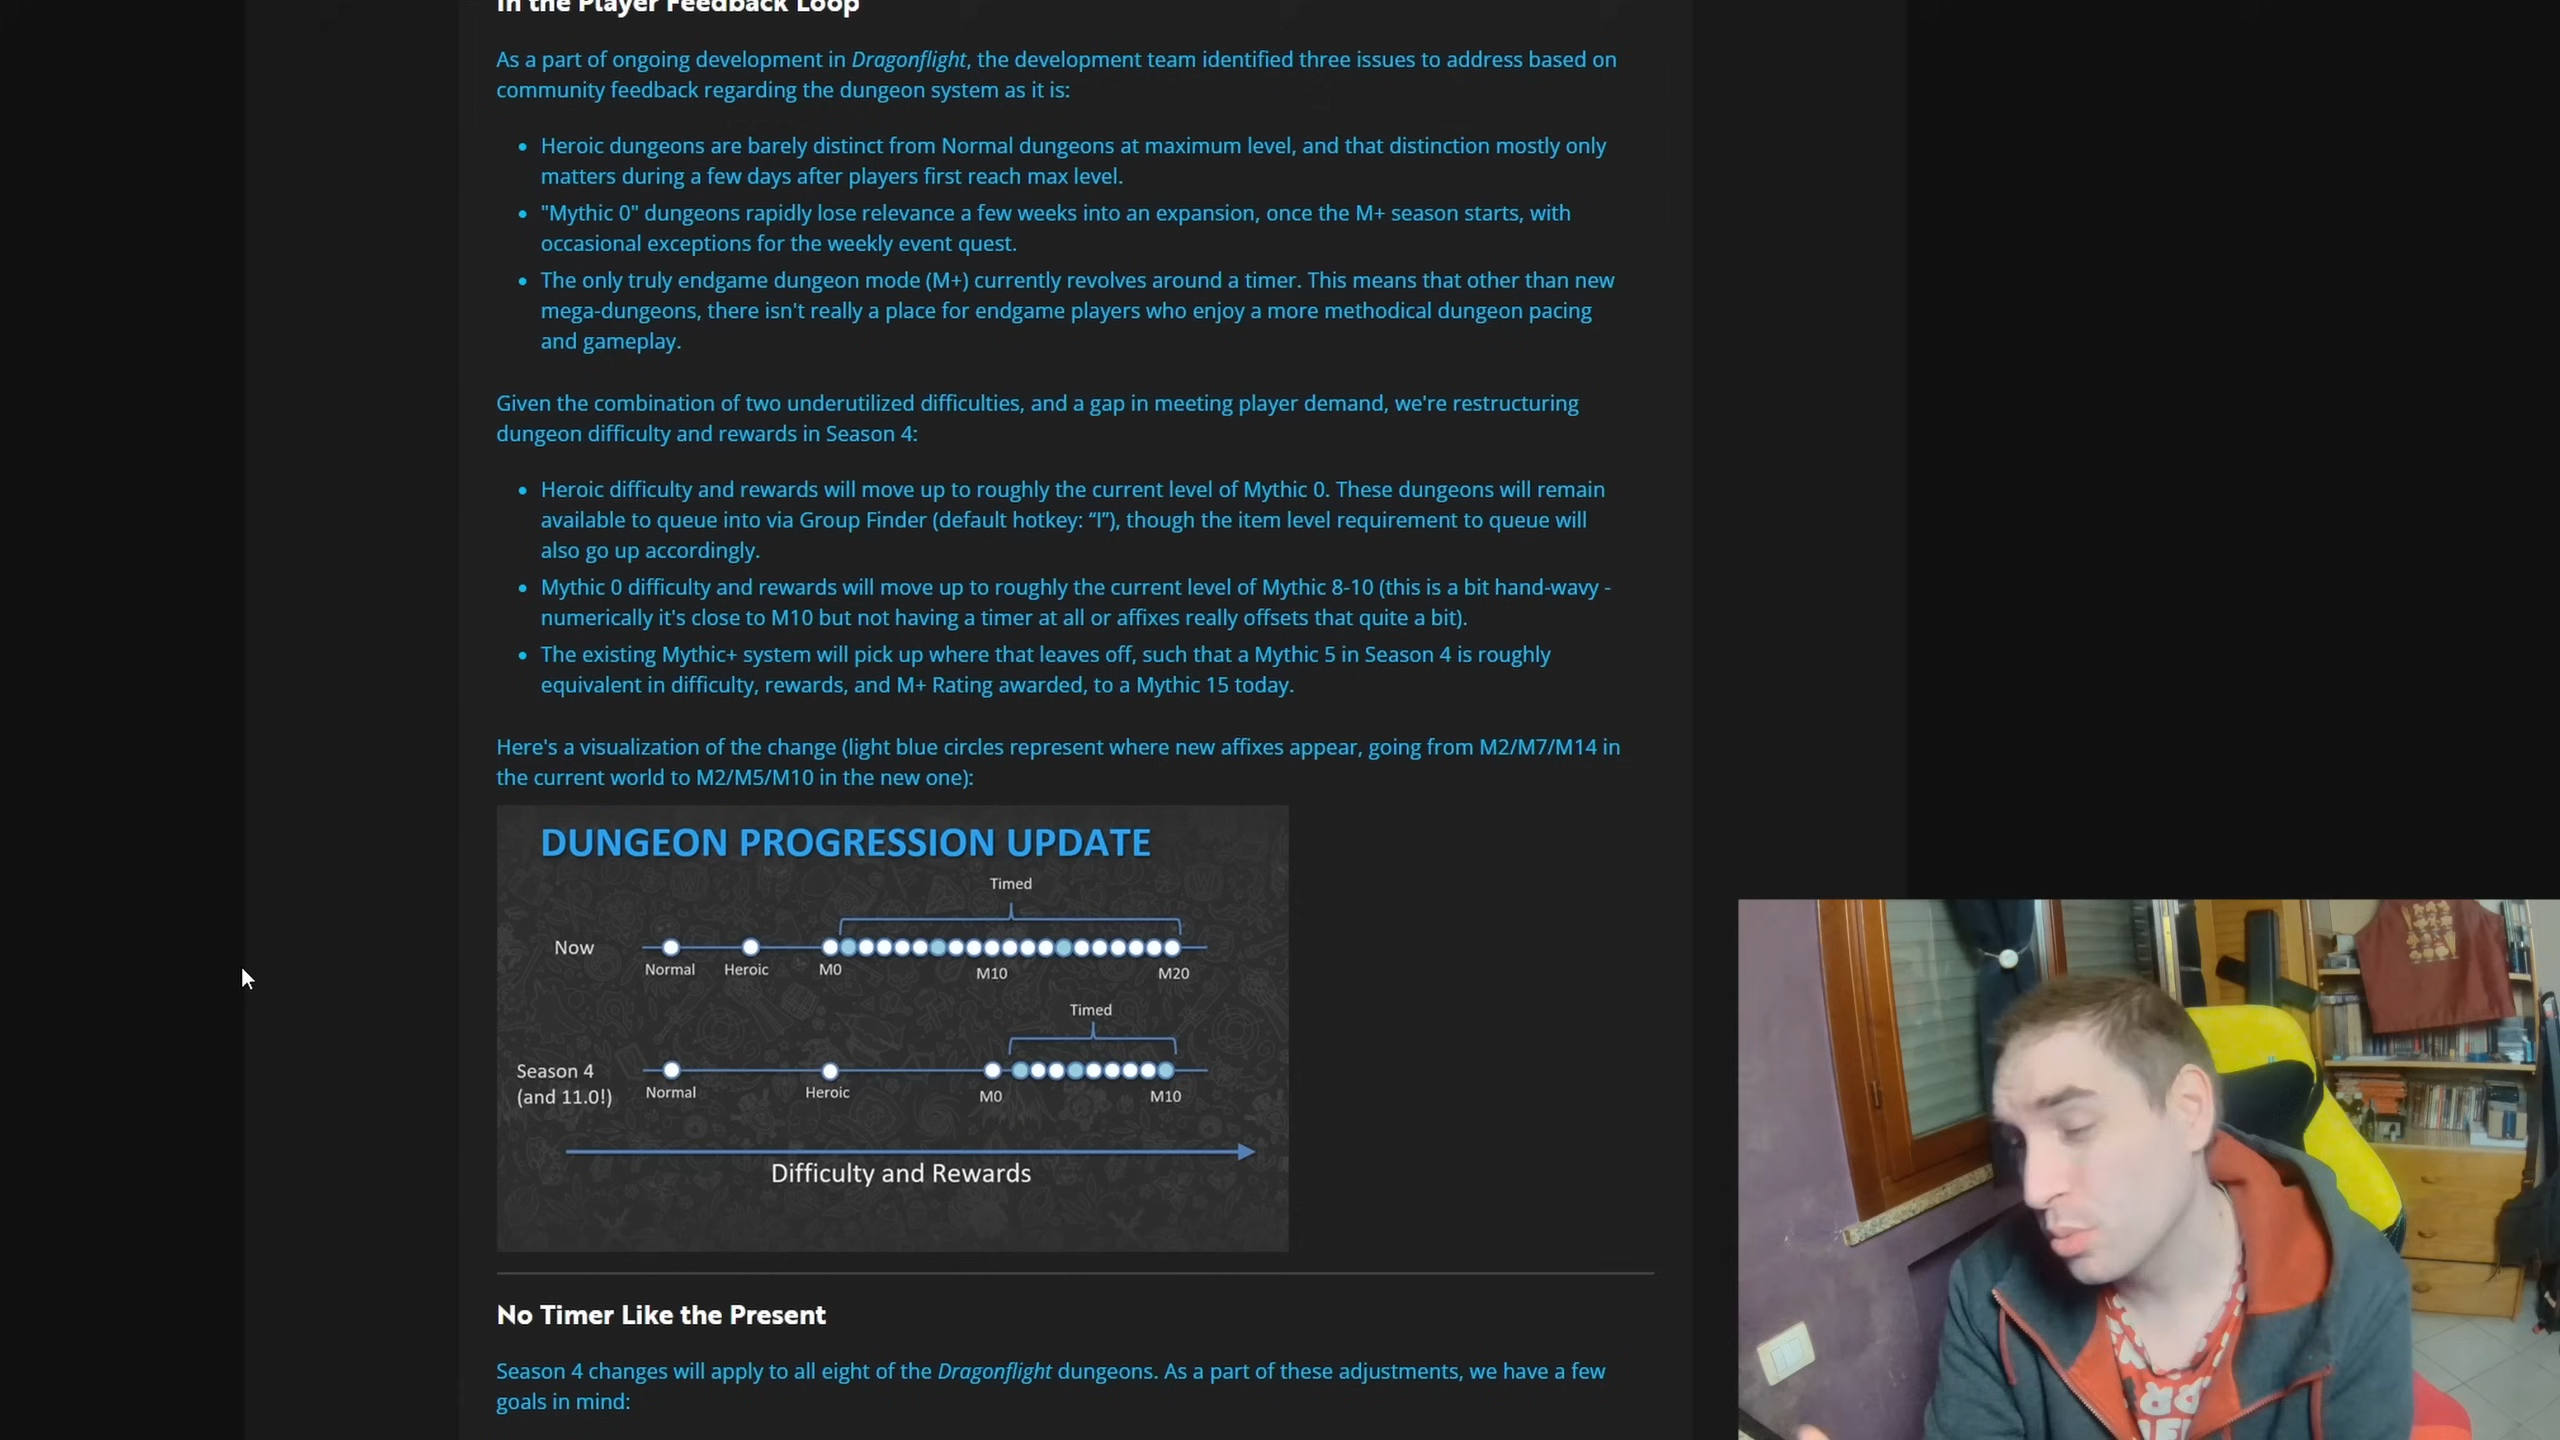 In the Player Feedback Loop
As a part of ongoing development in Dragonflight, the development team identified three issues to address based on
community feedback regarding the dungeon system as it is:
Heroic dungeons are barely distinct from Normal dungeons at maximum level, and that distinction mostly only
matters during a few days after players first reach max level.
"Mythic 0" dungeons rapidly lose relevance a few weeks into an expansion, once the M+ season starts, with
occasional exceptions for the weekly event quest.
The only truly endgame dungeon mode (M+) currently revolves around a timer. This means that other than new
mega-dungeons, there isn't really a place for endgame players who enjoy a more methodical dungeon pacing
and gameplay.
Given the combination of two underutilized difficulties, and a gap in meeting player demand, we're restructuring
dungeon difficulty and rewards in Season 4:
Heroic difficulty and rewards will move up to roughly the current level of Mythic 0. These dungeons will remain
available to queue into via Group Finder (default hotkey: “I”), though the item level requirement to queue will
also go up accordingly.
Mythic 0 difficulty and rewards will move up to roughly the current level of Mythic 8-10 (this is a bit hand-wavy -
numerically it's close to M10 but not having a timer at all or affixes really offsets that quite a bit).
The existing Mythic+ system will pick up where that leaves off, such that a Mythic 5 in Season 4 is roughly
equivalent in difficulty, rewards, and M+ Rating awarded, to a Mythic 15 today.
Here's a visualization of the change (light blue circles represent where new affixes appear, going from M2/M7/M14 in
the current world to M2/M5/M10 in the new one):
DUNGEON PROGRESSION UPDATE
Timed
Now
Normal Heroic M0 M10 M20
Timed
Season 4
(and 11.0!)
Normal Heroic M0 M10
Difficulty and Rewards
No Timer Like the Present
Season 4 changes will apply to all eight of the Dragonflight dungeons. As a part of these adjustments, we have a few
goals in mind: